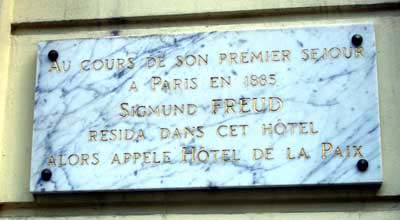 AU COURS DE SON PREMIER SEJOUR
A PARIS EN 1885
SIGMUND FREUD
RESIDA DANS CET HÔTEL
ALORS APPELE HÔTEL DE LA PAIX